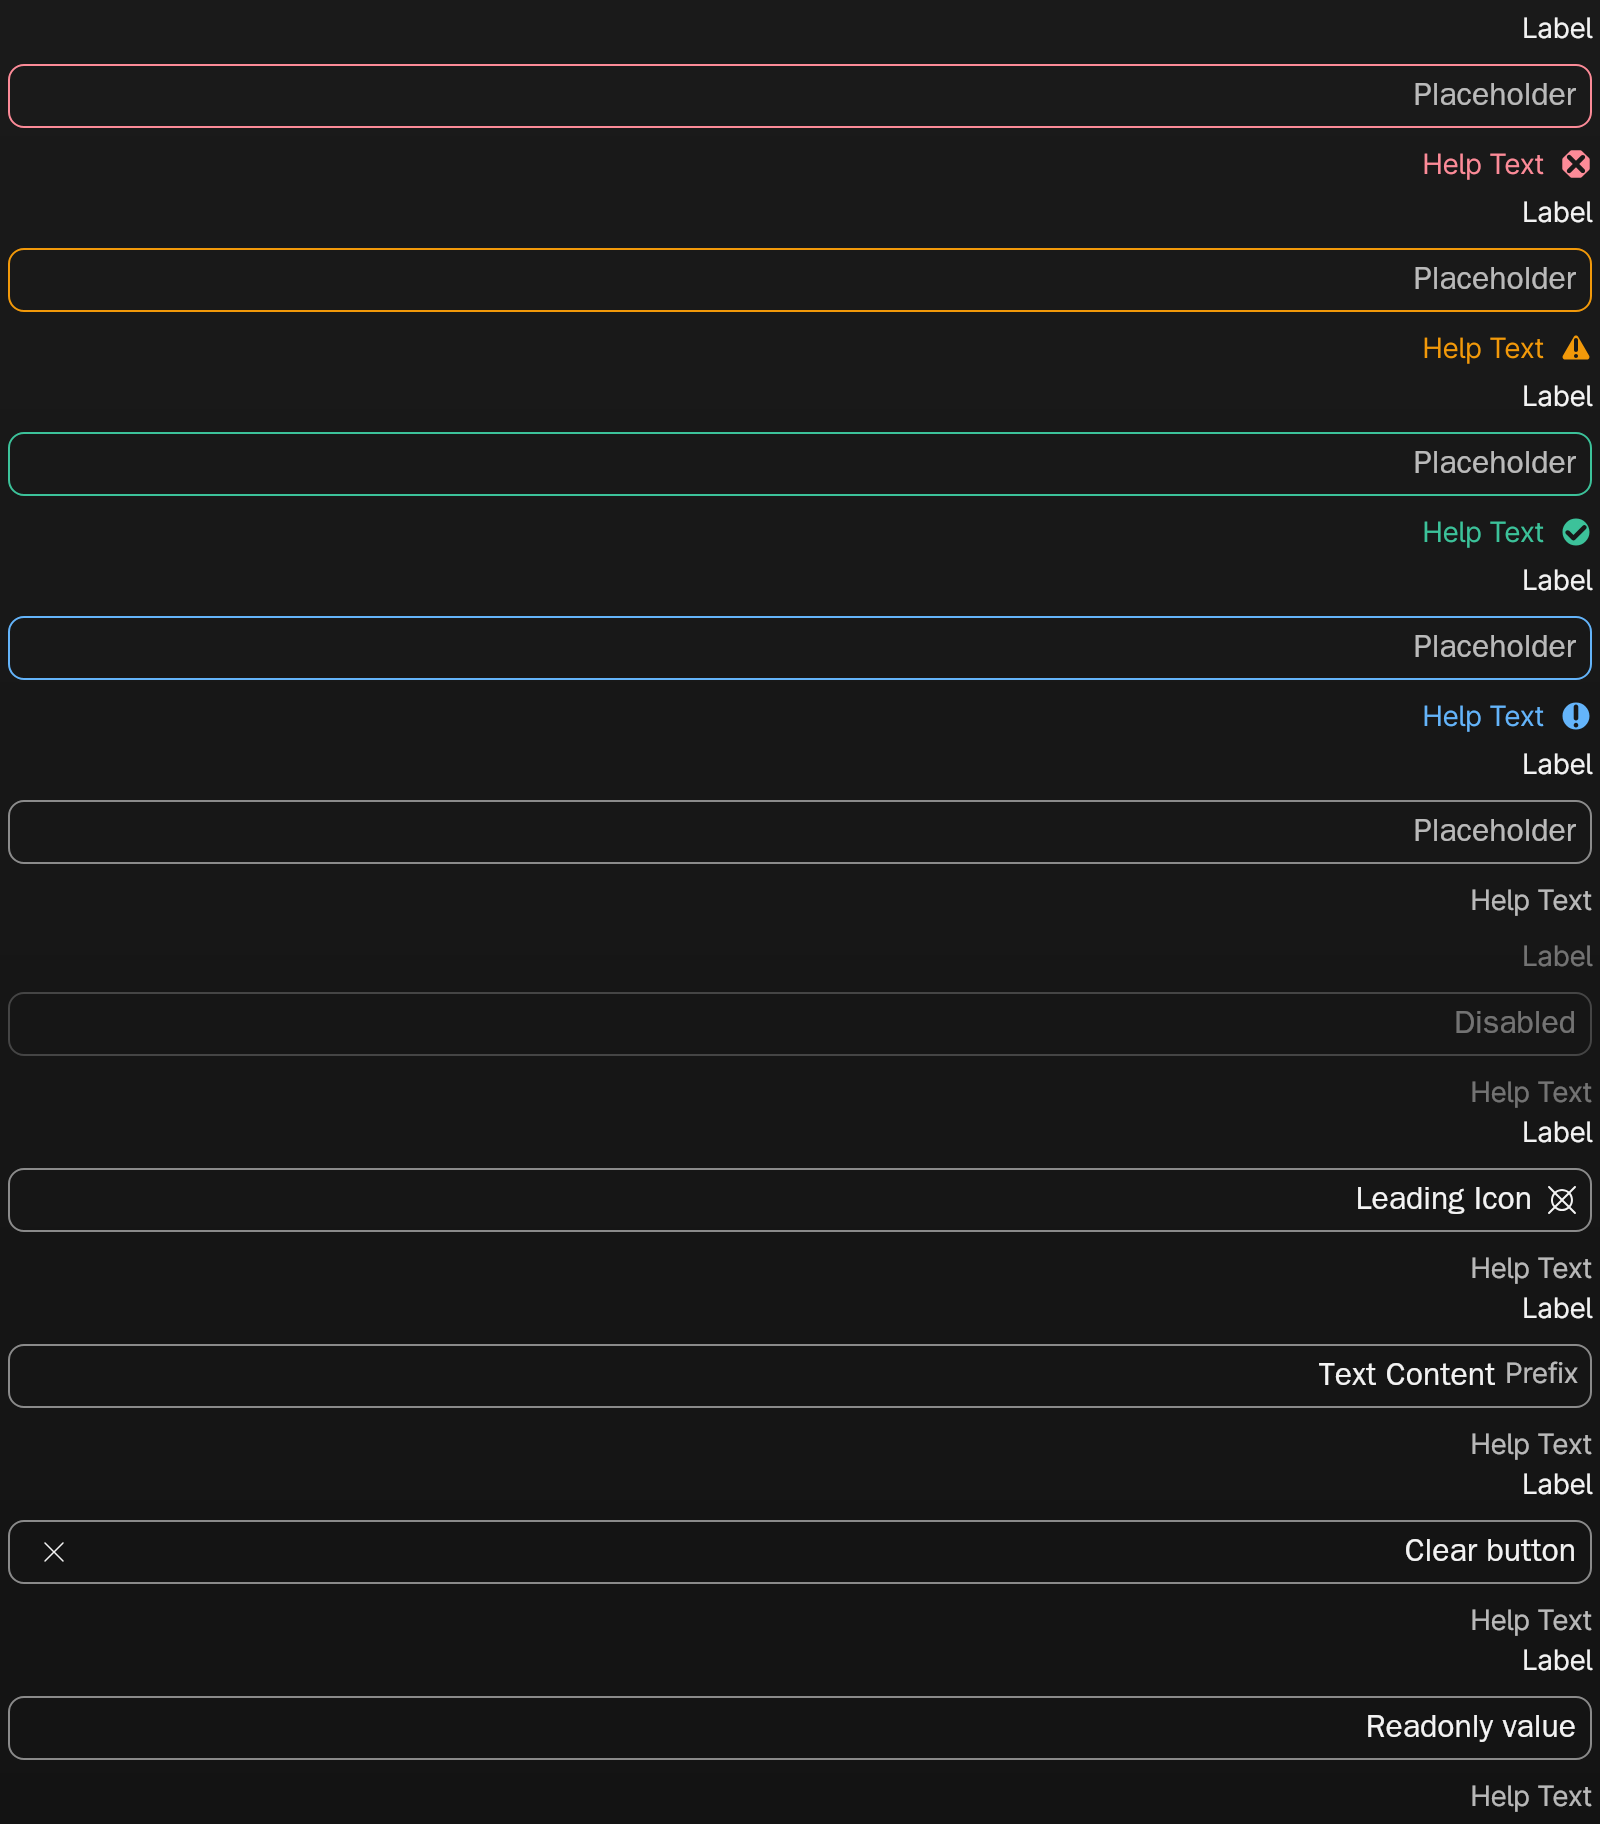 Label
Placeholder
Help Text
Label
Placeholder
Help Text
Label
Placeholder
Help Text
Label
Placeholder
Help Text
Label
Placeholder
Help Text
Label
Disabled
Help Text
Label
Leading Icon
Help Text
Label
Text Content Prefix
Help Text
Label
Clear button
Help Text
Label
Readonly value
Help Text